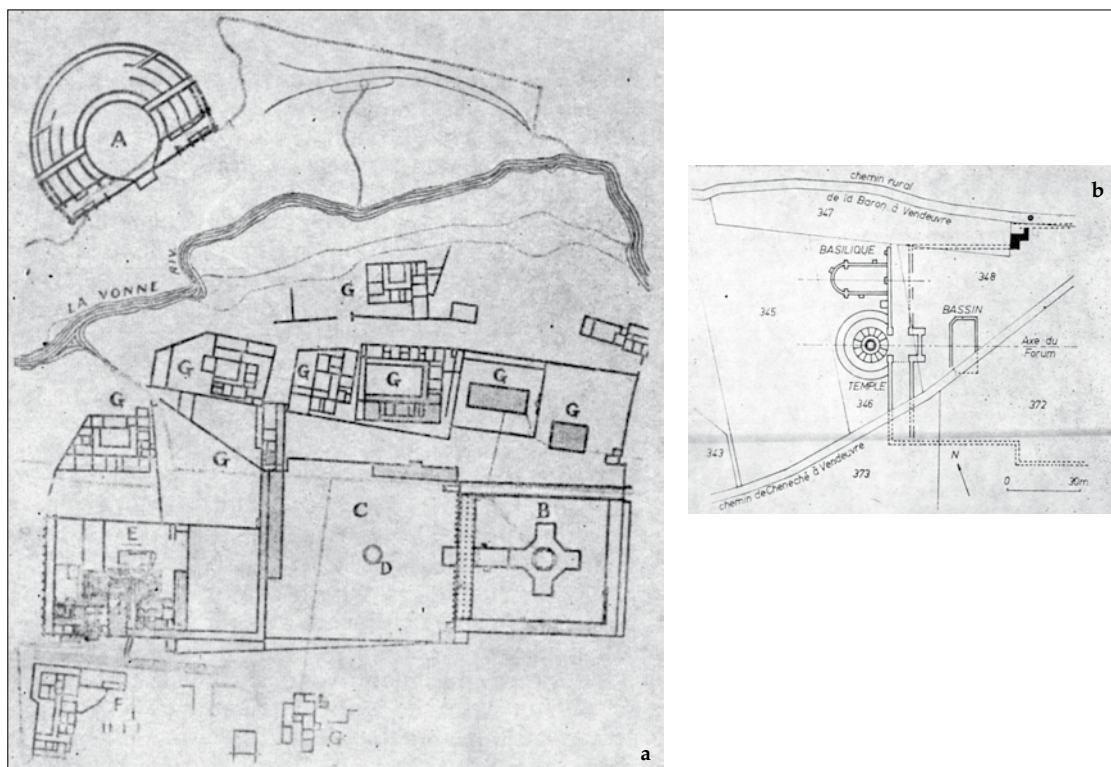 A
LA VONNE
RIV
G
G
G
G
G
G
G
G
C
B
D
E
F
G
a
b
chemin rural
de la Baron à Vendeuvre
347
BASILIQUE
348
345
BASSIN
Axe du
Forum
TEMPLE
346
372
343
chemin de Cheneché à Vendeuvre
373
N
0 30m